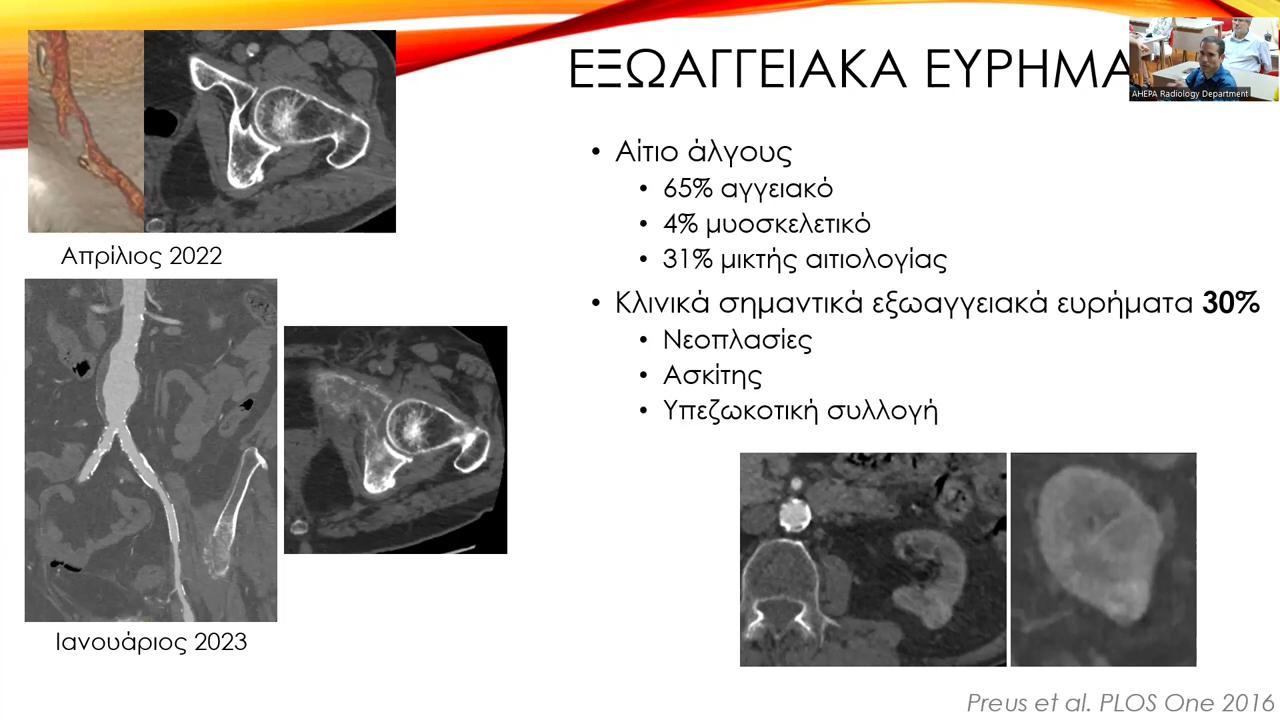 ΕΞΩΑΓΓΕΙΑΚΑ ΕΥΡΗΜΑ
AHEPA Radiology Department
• Αίτιο άλγους
• 65% αγγειακό
• 4% μυοσκελετικό
• 31% μικτής αιτιολογίας
• Κλινικά σημαντικά εξωαγγειακά ευρήματα 30%
• Νεοπλασίες
• Ασκίτης
• Υπεζωκοτική συλλογή
Απρίλιος 2022
Ιανουάριος 2023
Preus et al. PLOS One 2016